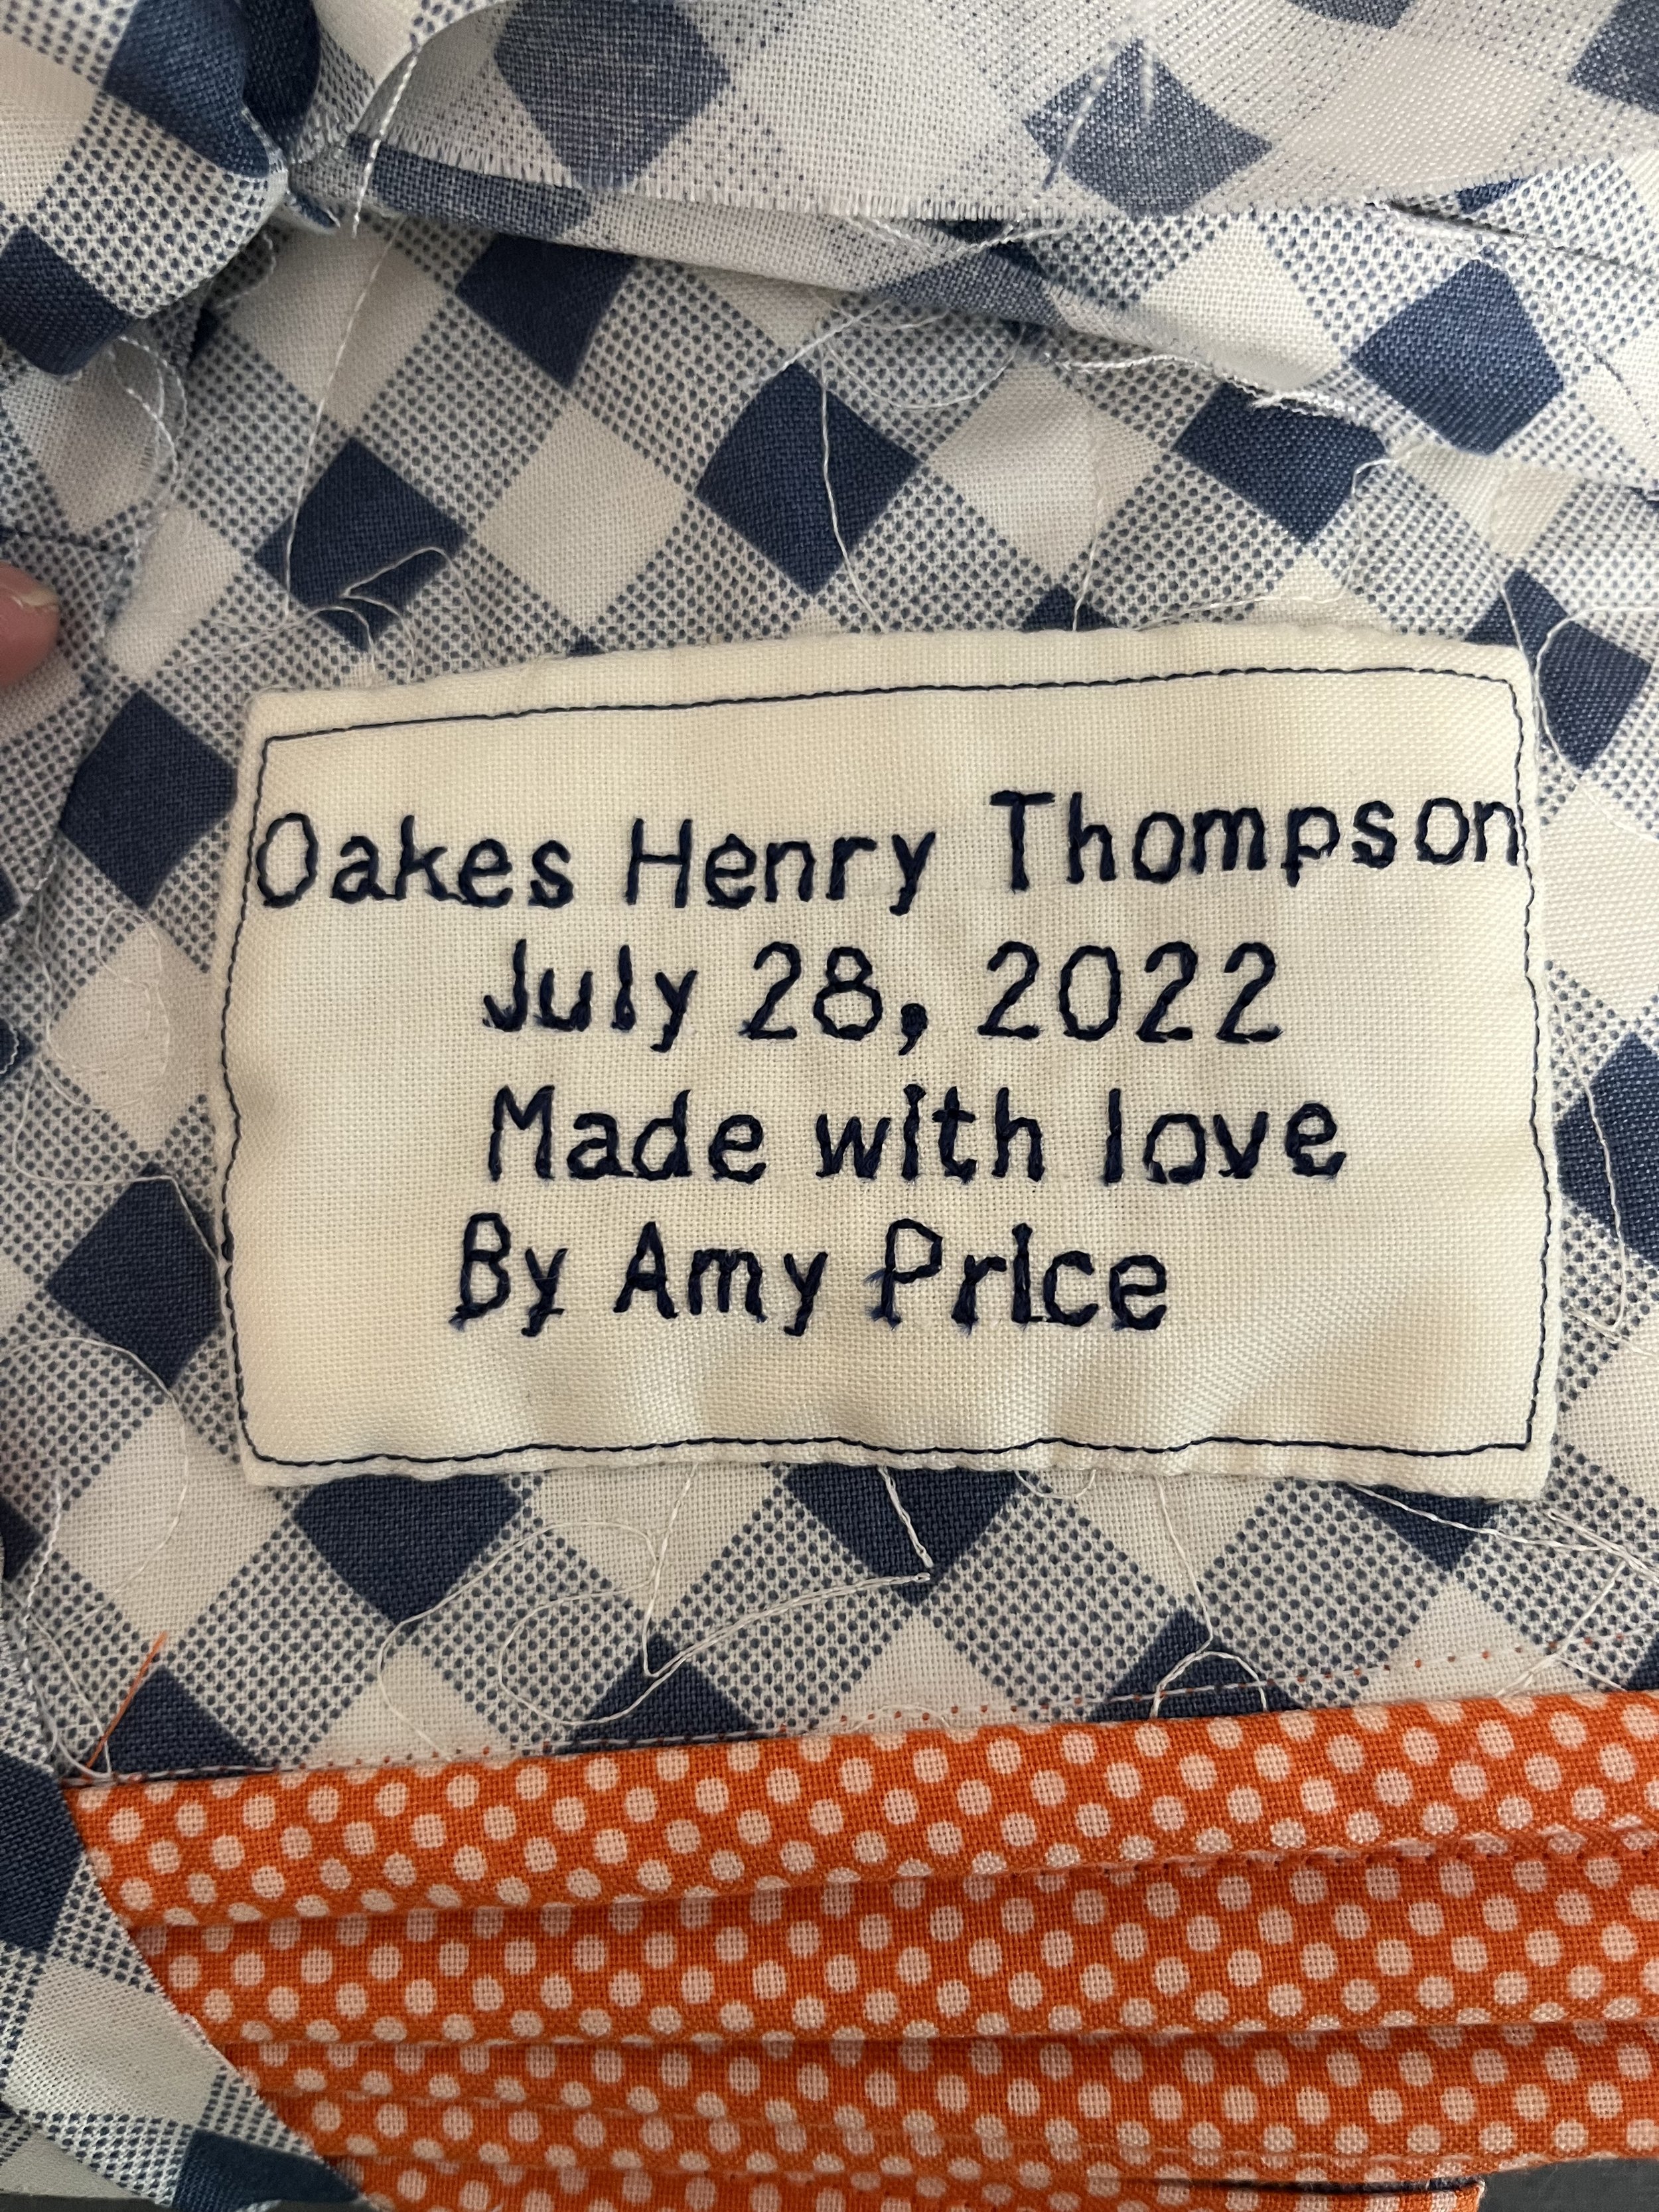 Oakes Henry Thompson
July 28, 2022
Made with love
By Amy Price